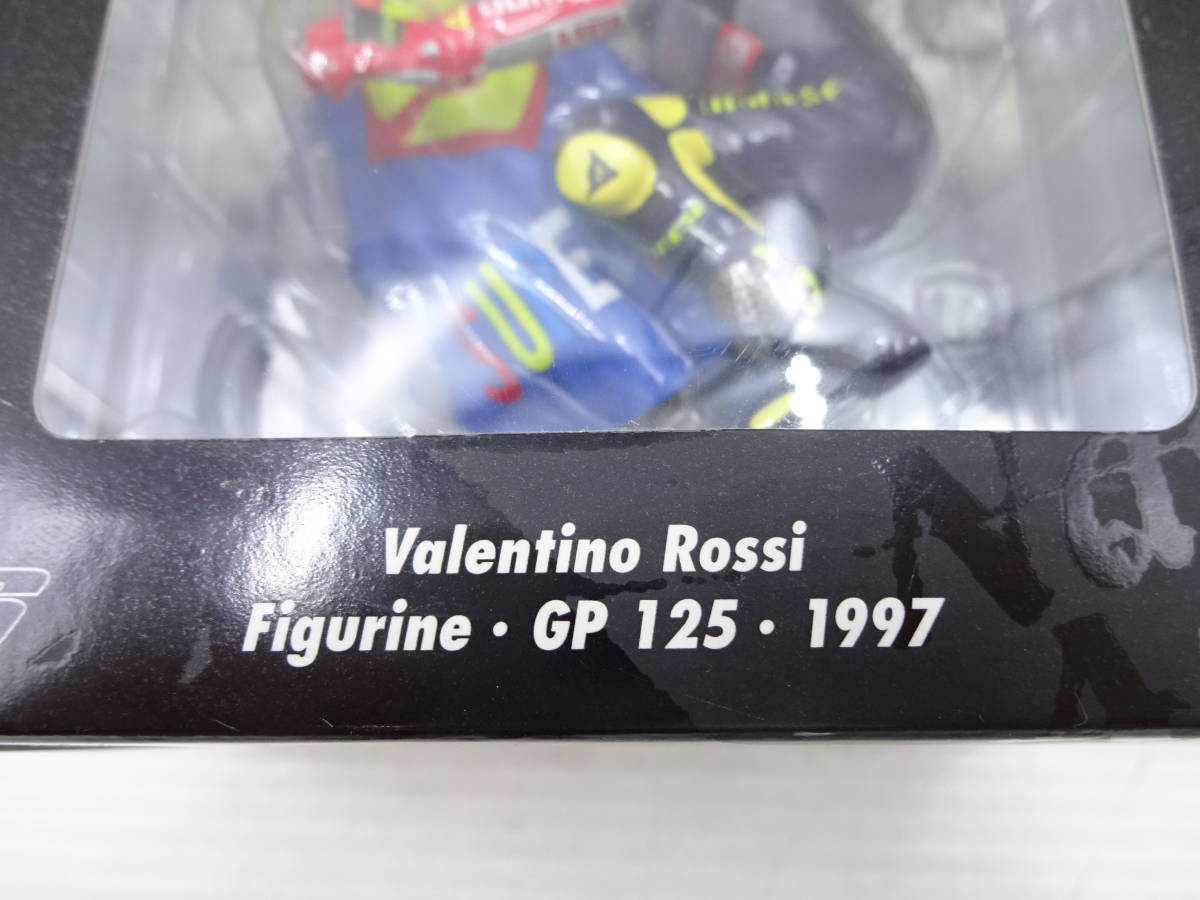 Valentino Rossi
Figurine · GP 125 · 1997